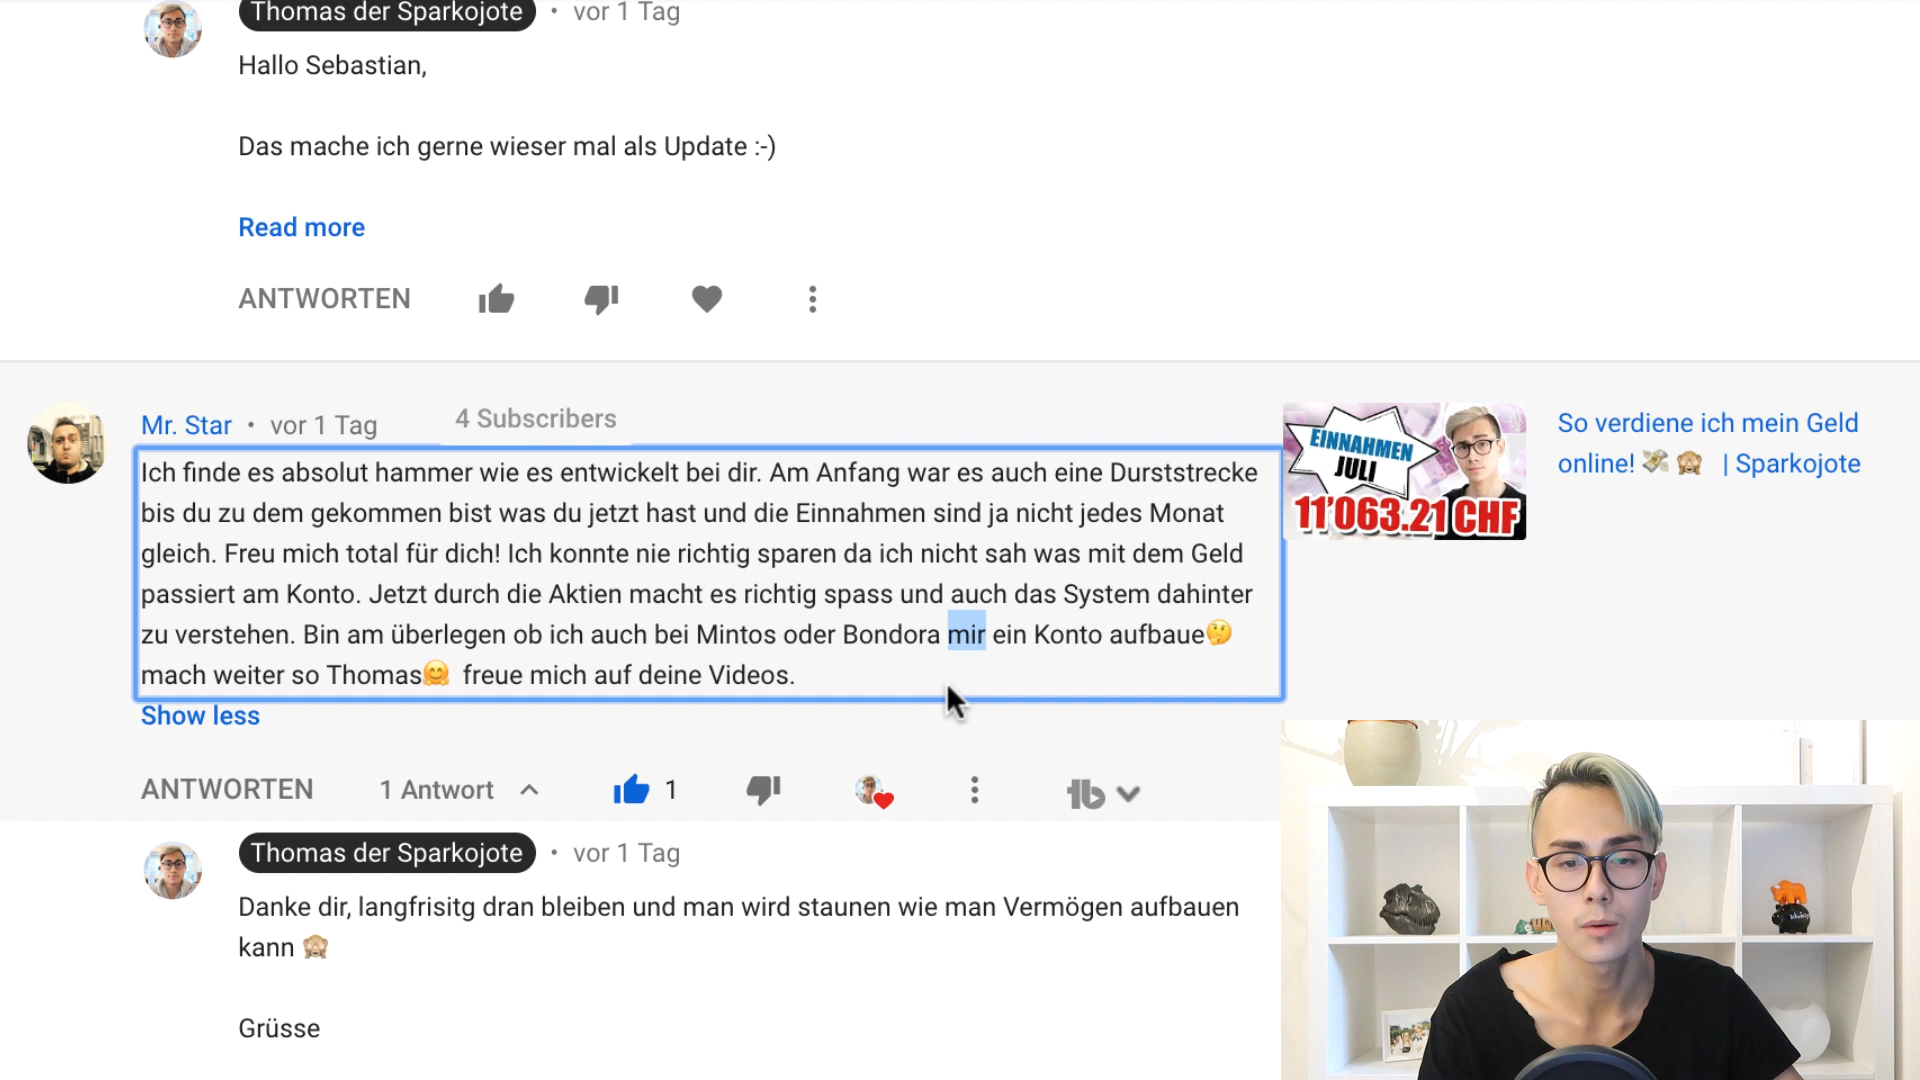 Thomas der Sparkojote • vor 1 Tag
Hallo Sebastian,
Das mache ich gerne wieser mal als Update :-)
Read more
ANTWORTEN
Mr. Star • vor 1 Tag 4 Subscribers
Ich finde es absolut hammer wie es entwickelt bei dir. Am Anfang war es auch eine Durststrecke
bis du zu dem gekommen bist was du jetzt hast und die Einnahmen sind ja nicht jedes Monat
gleich. Freu mich total für dich! Ich konnte nie richtig sparen da ich nicht sah was mit dem Geld
passiert am Konto. Jetzt durch die Aktien macht es richtig spass und auch das System dahinter
zu verstehen. Bin am überlegen ob ich auch bei Mintos oder Bondora mir ein Konto aufbaue🤔
mach weiter so Thomas🤗 freue mich auf deine Videos.
Show less
EINNAHMEN
JULI
11'063.21 CHF
So verdiene ich mein Geld
online! 💸 🙈 | Sparkojote
ANTWORTEN 1 Antwort 1
Thomas der Sparkojote • vor 1 Tag
Danke dir, langfrisitg dran bleiben und man wird staunen wie man Vermögen aufbauen
kann 🙈
Grüsse